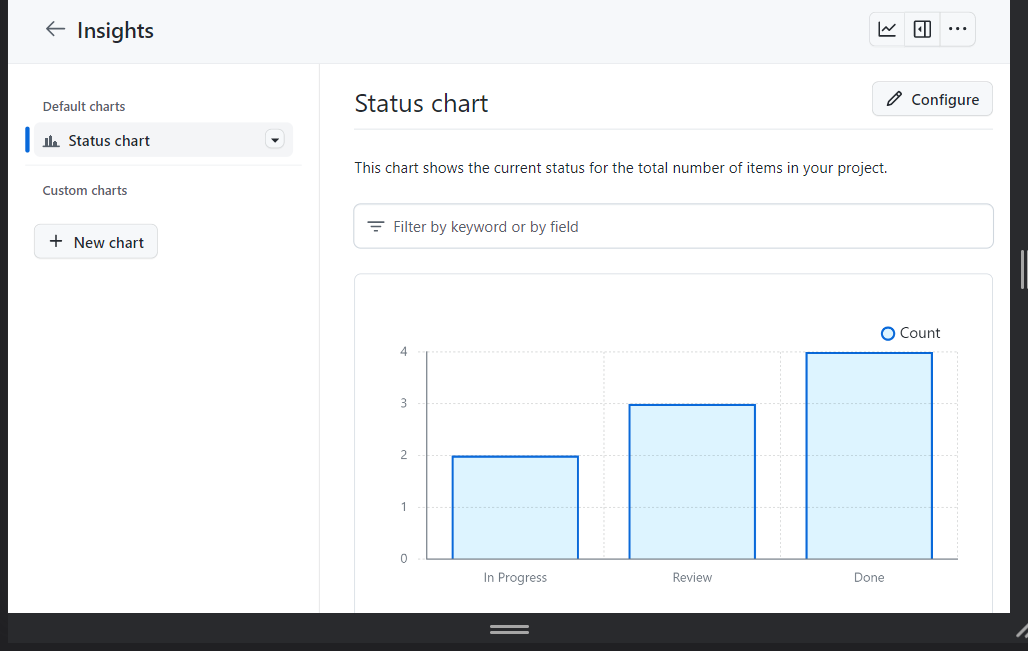 Insights
Default charts
Status chart
Custom charts
New chart
Status chart
Configure
This chart shows the current status for the total number of items in your project.
Filter by keyword or by field
Count
4
3
2
1
0
In Progress
Review
Done